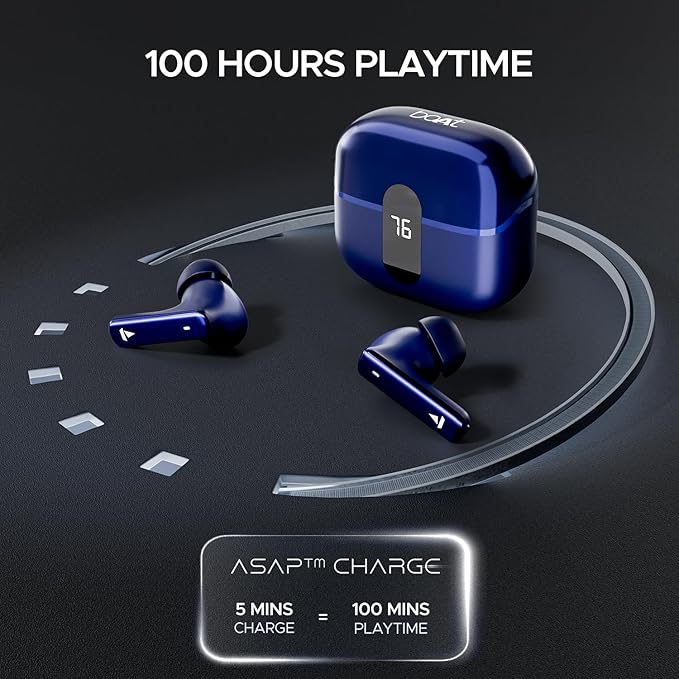 100 HOURS PLAYTIME
boAt
76
ASAP™ CHARGE
5 MINS = 100 MINS
CHARGE PLAYTIME